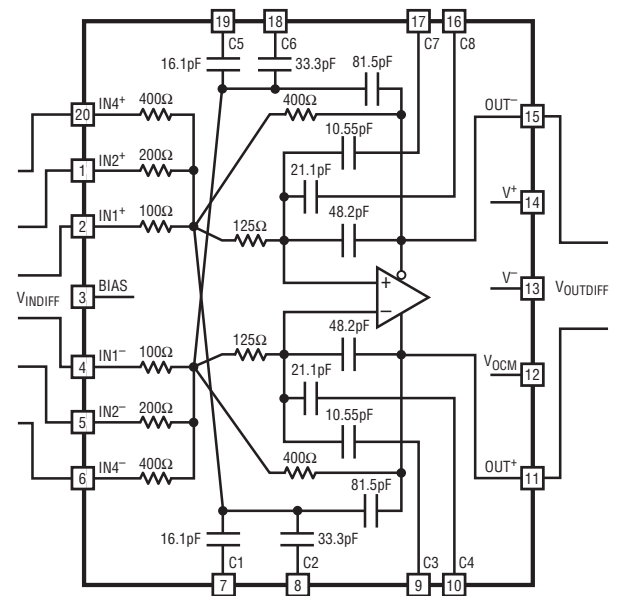 19 18 17 16
C5 C6 C7 C8
16.1pF 33.3pF 81.5pF
20 IN4+ 400Ω 400Ω OUT– 15
10.55pF
1 IN2+ 200Ω
21.1pF
V+ 14
2 IN1+ 100Ω 125Ω 48.2pF
+
V– 13
3 BIAS
VINDIFF VOUTDIFF
–
125Ω 48.2pF
4 IN1– 100Ω
VOCM 12
21.1pF
5 IN2– 200Ω
10.55pF
6 IN4– 400Ω 400Ω OUT+ 11
81.5pF
16.1pF 33.3pF
C1 C2 C3 C4
7 8 9 10